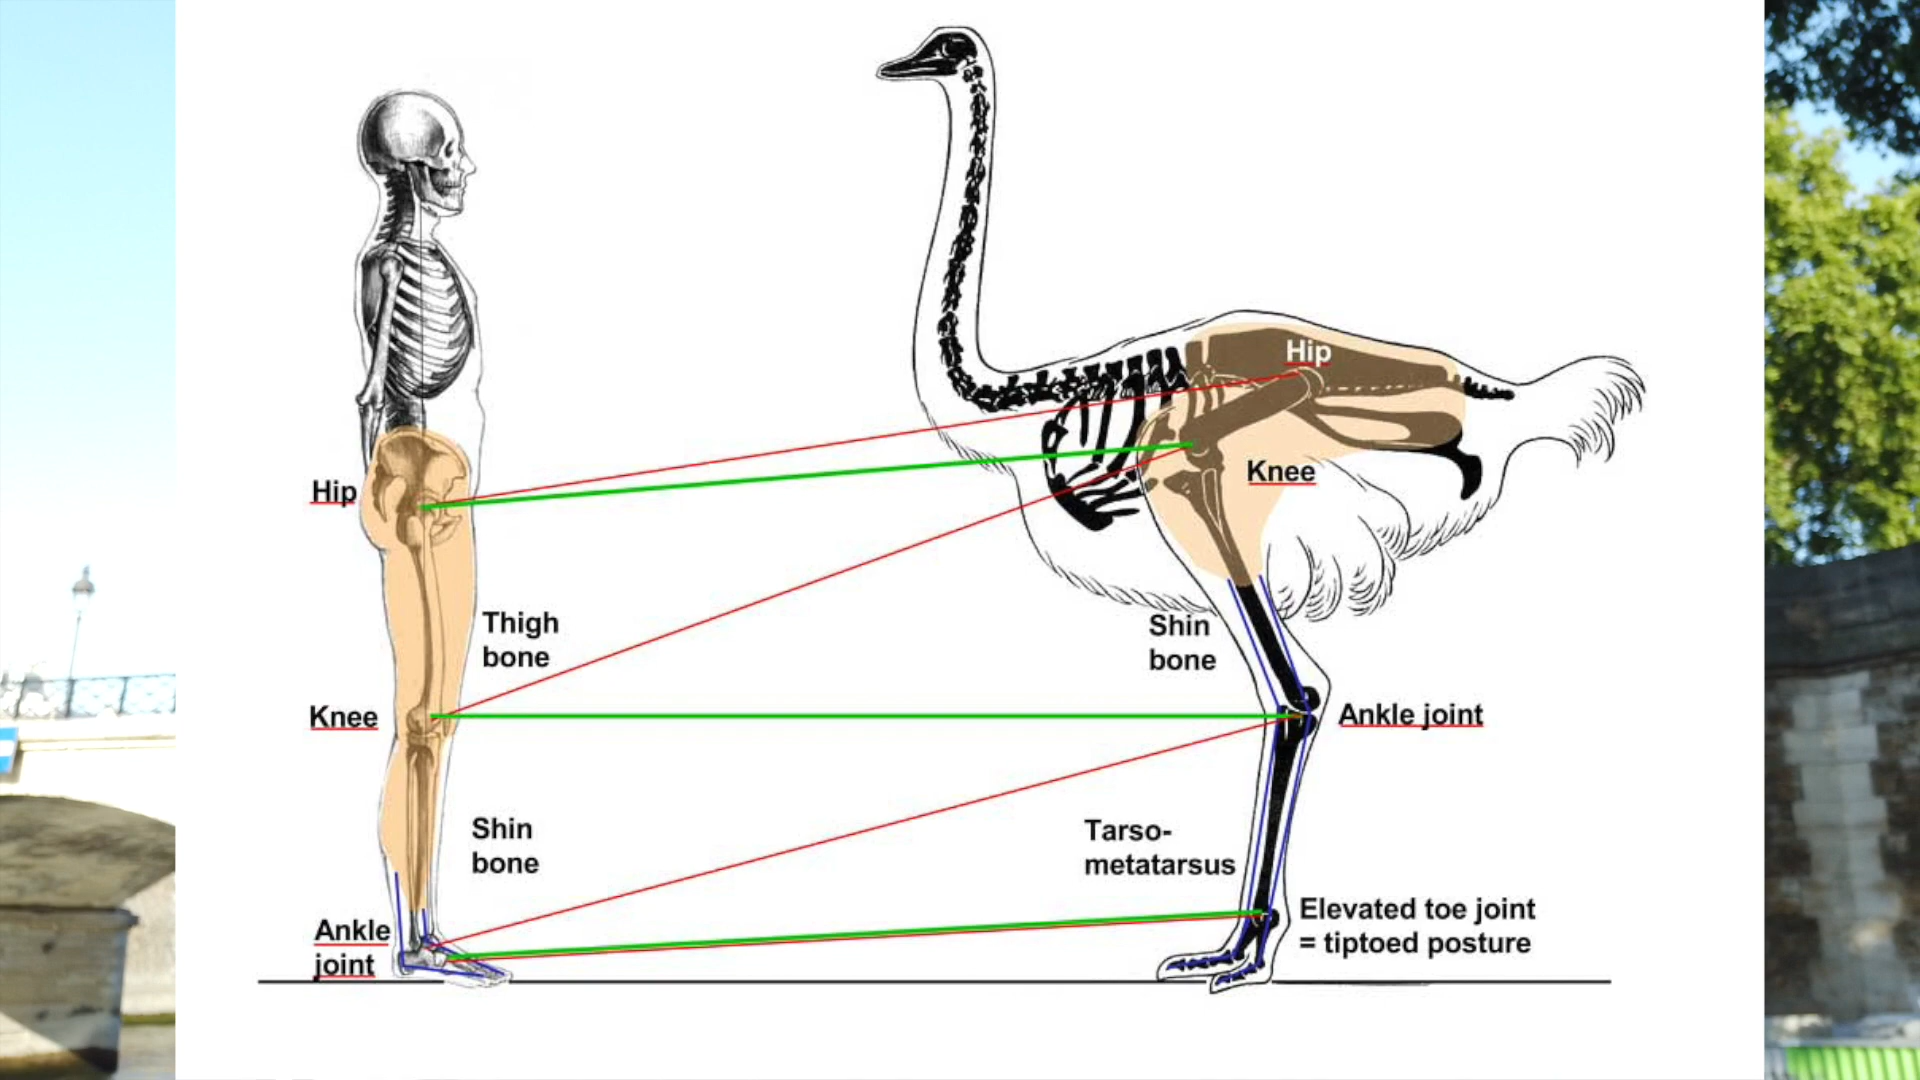 Hip
Hip
Knee
Thigh
bone
Shin
bone
Knee
Ankle joint
Shin
bone
Tarso-
metatarsus
Elevated toe joint
= tiptoed posture
Ankle
joint